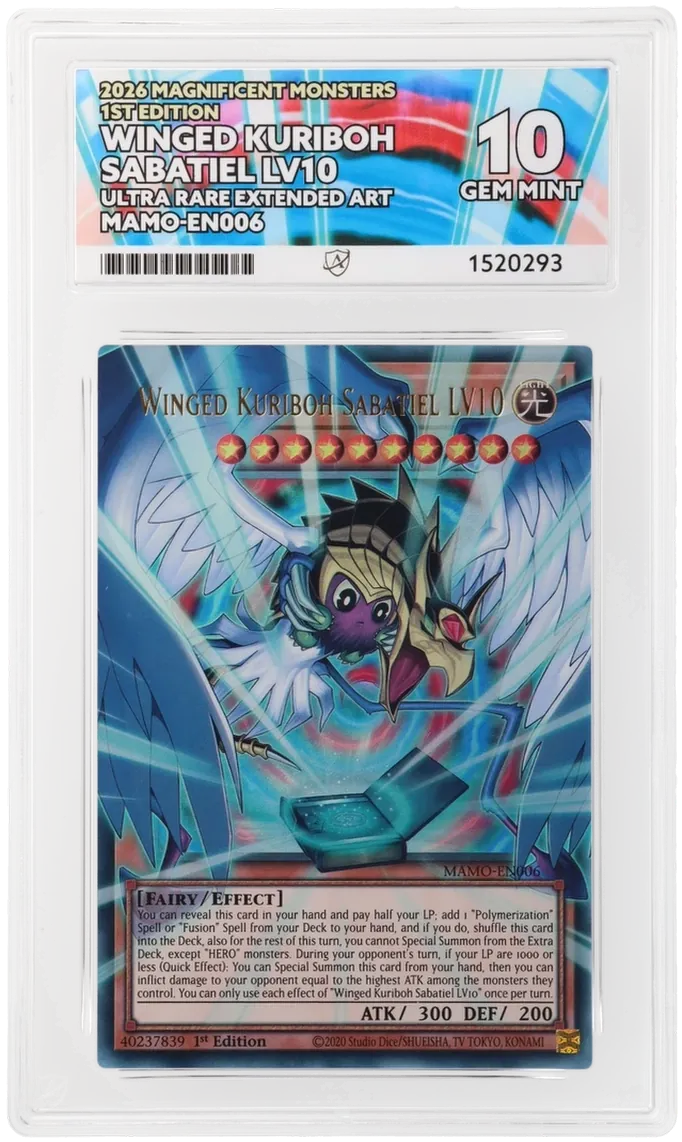 2026 MAGNIFICENT MONSTERS
1ST EDITION
WINGED KURIBOH
SABATIEL LV10
ULTRA RARE EXTENDED ART
MAMO-EN006
10
GEM MINT
1520293
WINGED KURIBOH SABATIEL LV10
LIGHT
光
MAMO-EN006
[FAIRY/EFFECT]
You can reveal this card in your hand and pay half your LP; add 1 "Polymerization"
Spell or "Fusion" Spell from your Deck to your hand, and if you do, shuffle this card
into the Deck, also for the rest of this turn, you cannot Special Summon from the Extra
Deck, except "HERO" monsters. During your opponent's turn, if your LP are 1000 or
less (Quick Effect): You can Special Summon this card from your hand, then you can
inflict damage to your opponent equal to the highest ATK among the monsters they
control. You can only use each effect of "Winged Kuriboh Sabatiel LV10" once per turn.
ATK/ 300 DEF/ 200
40237839 1st Edition ©2020 Studio Dice/SHUEISHA, TV TOKYO, KONAMI